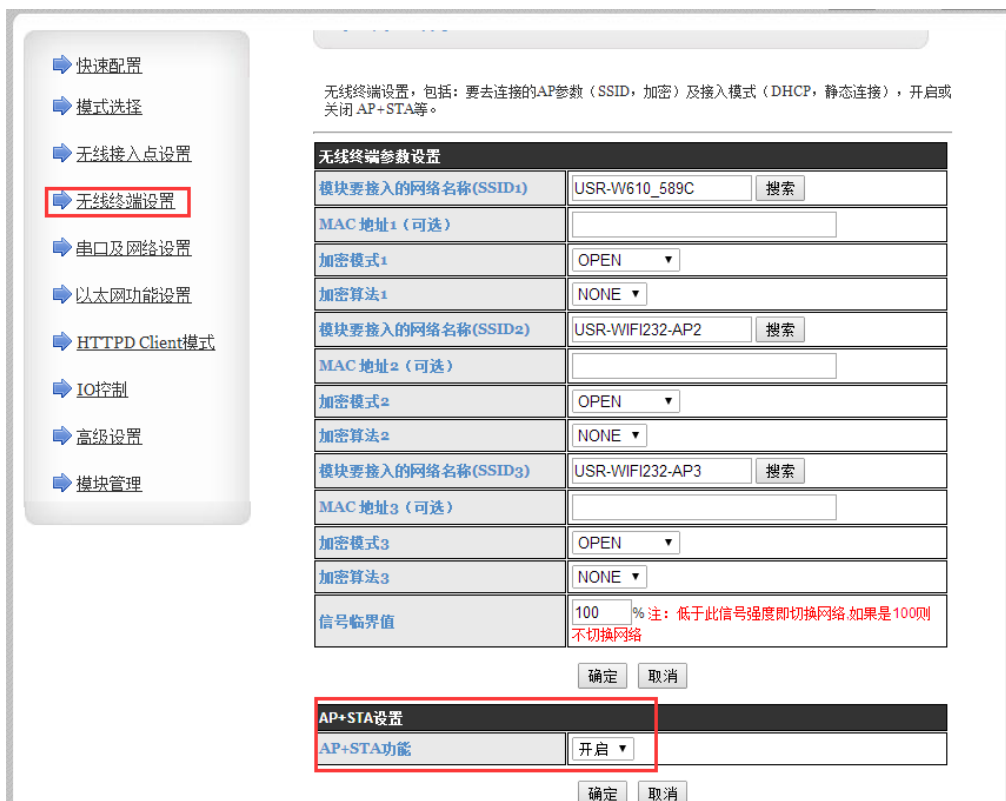 快速配置
模式选择
无线接入点设置
无线终端设置
串口及网络设置
以太网功能设置
HTTPD Client模式
IO控制
高级设置
模块管理
无线终端设置，包括：要去连接的AP参数（SSID，加密）及接入模式（DHCP，静态连接），开启或
关闭 AP+STA等。
无线终端参数设置
模块要接入的网络名称(SSID1) USR-W610_589C 搜索
MAC 地址1（可选）
加密模式1 OPEN
加密算法1 NONE
模块要接入的网络名称(SSID2) USR-WIFI232-AP2 搜索
MAC 地址2（可选）
加密模式2 OPEN
加密算法2 NONE
模块要接入的网络名称(SSID3) USR-WIFI232-AP3 搜索
MAC 地址3（可选）
加密模式3 OPEN
加密算法3 NONE
信号临界值 100 % 注：低于此信号强度即切换网络,如果是100则
不切换网络
确定 取消
AP+STA设置
AP+STA功能 开启
确定 取消